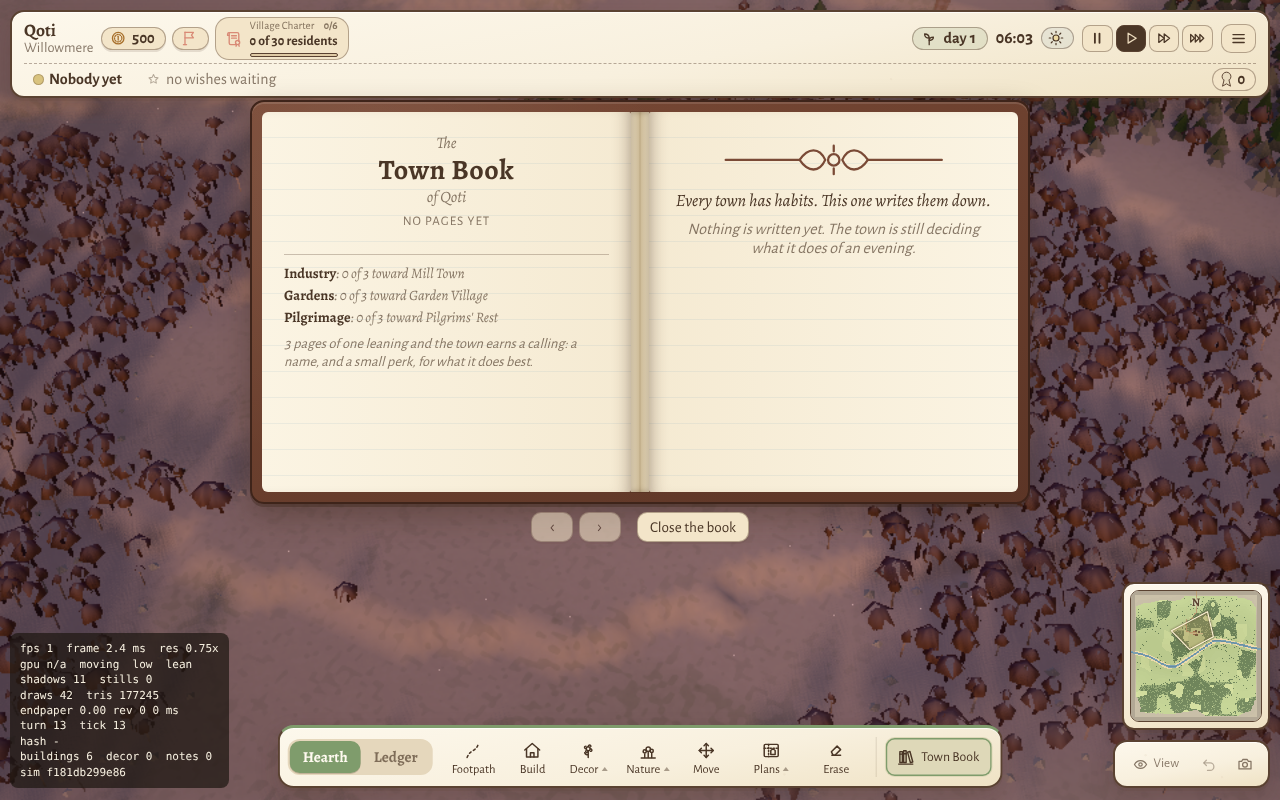 Qoti
Willowmere
500
Village Charter 0/6
0 of 30 residents
day 1 06:03
Nobody yet no wishes waiting
0
The
Town Book
of Qoti
NO PAGES YET
Industry: 0 of 3 toward Mill Town
Gardens: 0 of 3 toward Garden Village
Pilgrimage: 0 of 3 toward Pilgrims' Rest
3 pages of one leaning and the town earns a calling: a
name, and a small perk, for what it does best.
Every town has habits. This one writes them down.
Nothing is written yet. The town is still deciding
what it does of an evening.
‹ › Close the book
N
fps 1 frame 2.4 ms res 0.75x
gpu n/a moving low lean
shadows 11 stills 0
draws 42 tris 177245
endpaper 0.00 rev 0 0 ms
turn 13 tick 13
hash -
buildings 6 decor 0 notes 0
sim f181db299e86
Hearth Ledger
Footpath Build Decor Nature Move Plans Erase
Town Book
View